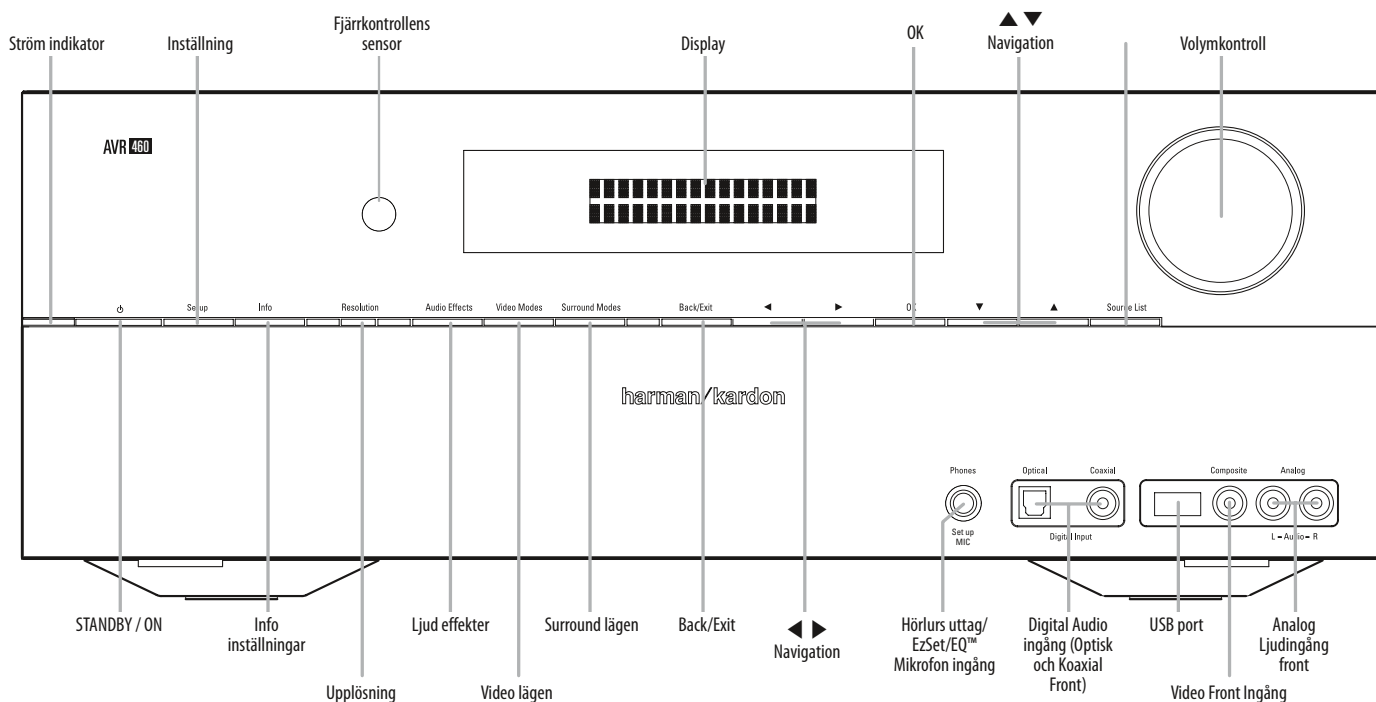 Fjärrkontrollens
sensor
Ström indikator
Inställning
Display
OK
▲ ▼
Navigation
Volymkontroll
AVR 460
Setup
Info
Resolution
Audio Effects
Video Modes
Surround Modes
Back/Exit
◄
►
OK
▼
▲
Source List
harman/kardon
Phones
Set up
MIC
Optical
Coaxial
Digital Input
Composite
Analog
L – Audio – R
STANDBY / ON
Info
inställningar
Upplösning
Ljud effekter
Video lägen
Surround lägen
Back/Exit
◄ ►
Navigation
Hörlurs uttag/
EzSet/EQ™
Mikrofon ingång
Digital Audio
ingång (Optisk
och Koaxial
Front)
USB port
Video Front Ingång
Analog
Ljudingång
front